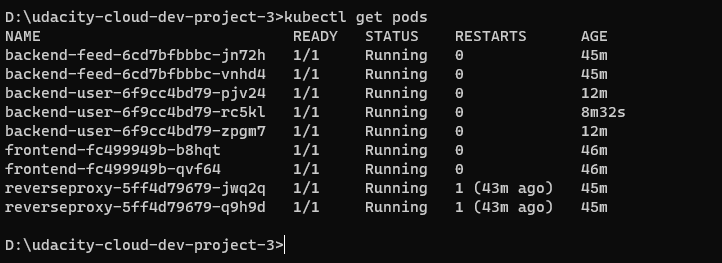 D:\udacity-cloud-dev-project-3>kubectl get pods
NAME READY STATUS RESTARTS AGE
backend-feed-6cd7bfbbbc-jn72h 1/1 Running 0 45m
backend-feed-6cd7bfbbbc-vnhd4 1/1 Running 0 45m
backend-user-6f9cc4bd79-pjv24 1/1 Running 0 12m
backend-user-6f9cc4bd79-rc5kl 1/1 Running 0 8m32s
backend-user-6f9cc4bd79-zpgm7 1/1 Running 0 12m
frontend-fc499949b-b8hqt 1/1 Running 0 46m
frontend-fc499949b-qvf64 1/1 Running 0 46m
reverseproxy-5ff4d79679-jwq2q 1/1 Running 1 (43m ago) 45m
reverseproxy-5ff4d79679-q9h9d 1/1 Running 1 (43m ago) 45m
D:\udacity-cloud-dev-project-3>